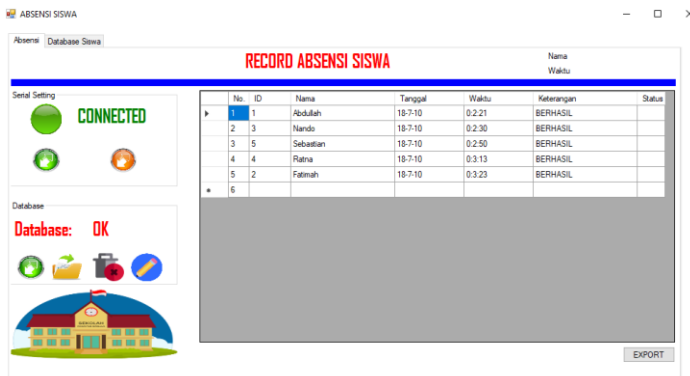 ABSENSI SISWA
Absensi Database Siswa
RECORD ABSENSI SISWA
Nama
Waktu
Serial Setting
CONNECTED
Database
Database: OK
No. ID Nama Tanggal Waktu Keterangan Status
1 1 Abdullah 18-7-10 0:2:21 BERHASIL
2 3 Nando 18-7-10 0:2:30 BERHASIL
3 5 Sebastian 18-7-10 0:2:50 BERHASIL
4 4 Ratna 18-7-10 0:3:13 BERHASIL
5 2 Fatimah 18-7-10 0:3:23 BERHASIL
6
EXPORT